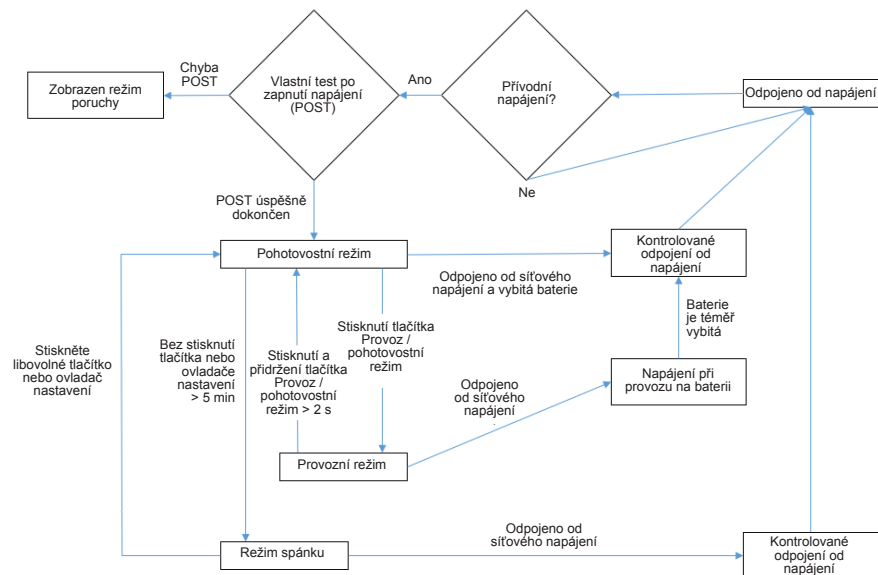 Chyba
POST
Zobrazen režim
poruchy
Vlastní test po
zapnutí napájení
(POST)
Ano
Přívodní
napájení?
Odpojeno od napájení
Ne
POST úspěšně
dokončen
Pohotovostní režim
Kontrolované
odpojení od
napájení
Odpojeno od síťového
napájení a vybitá baterie
Baterie
je téměř
vybitá
Stiskněte
libovolné tlačítko
nebo ovladač
nastavení
Bez stisknutí
tlačítka nebo
ovladače
nastavení
> 5 min
Stisknutí a
přidržení tlačítka
Provoz /
pohotovostní
režim > 2 s
Stisknutí tlačítka
Provoz /
pohotovostní
režim
Odpojeno
od síťového
napájení
.
Napájení při
provozu na baterii
Provozní režim
Režim spánku
Odpojeno od
síťového napájení
Kontrolované
odpojení od
napájení